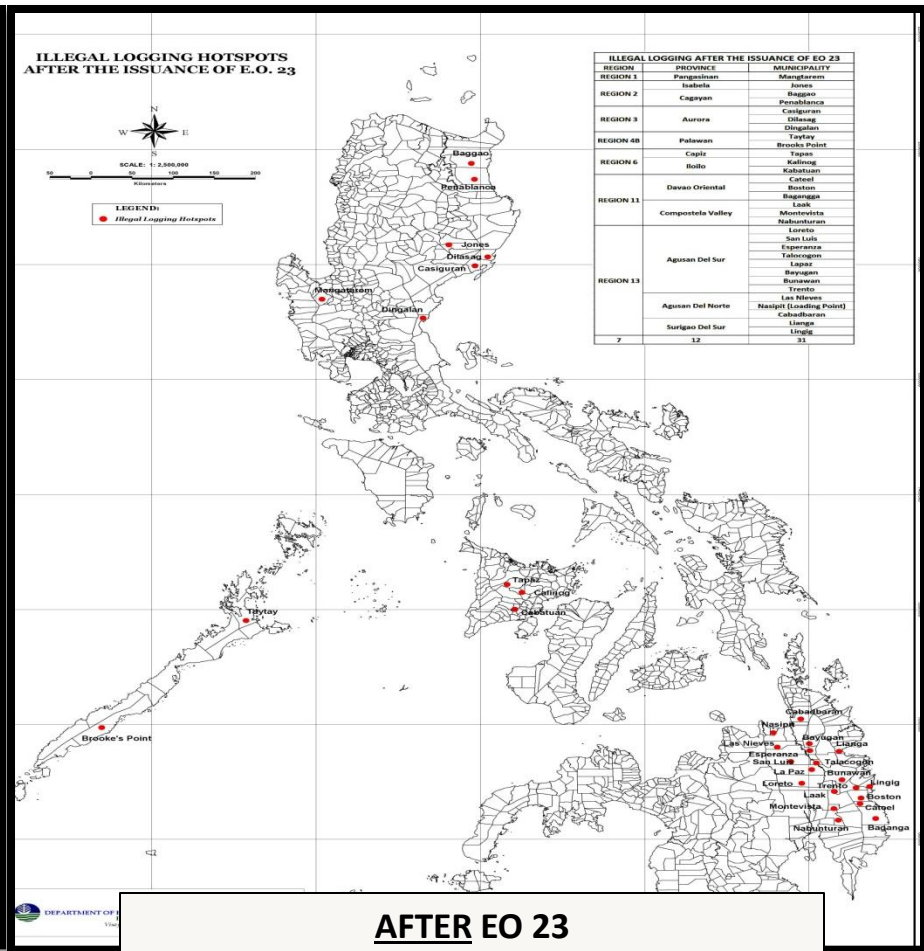 ILLEGAL LOGGING HOTSPOTS
AFTER THE ISSUANCE OF E.O. 23
N
W E
S
SCALE: 1: 2,500,000
50 0 50 100 150 200
Kilometers
LEGEND:
Illegal Logging Hotspots
ILLEGAL LOGGING AFTER THE ISSUANCE OF EO 23
REGION PROVINCE MUNICIPALITY
REGION 1 Pangasinan Mangtarem
REGION 2 Isabela Jones
Cagayan Baggao
Penablanca
REGION 3 Aurora Casiguran
Dilasag
Dingalan
REGION 4B Palawan Taytay
Brooks Point
REGION 6 Capiz Tapas
Iloilo Kalinog
Kabatuan
REGION 11 Davao Oriental Cateel
Boston
Bagangga
Compostela Valley Laak
Montevista
Nabunturan
REGION 13 Agusan Del Sur Loreto
San Luis
Esperanza
Talocogon
Lapaz
Bayugan
Bunawan
Trento
Agusan Del Norte Las Nieves
Nasipit (Loading Point)
Cabadbaran
Surigao Del Sur Lianga
Lingig
7 12 31
Baggao
Penablanca
Jones
Dilasag
Casiguran
Mangatarem
Dingalan
Tapaz
Calinog
Cabatuan
Taytay
Brooke's Point
Cabadbaran
Nasipit
Bayugan
Las Nieves
Lianga
Esperanza
San Luis
Talacogon
La Paz
Bunawan
Loreto
Trento
Lingig
Laak
Boston
Montevista
Cateel
Nabunturan
Baganga
DEPARTMENT OF
AFTER EO 23